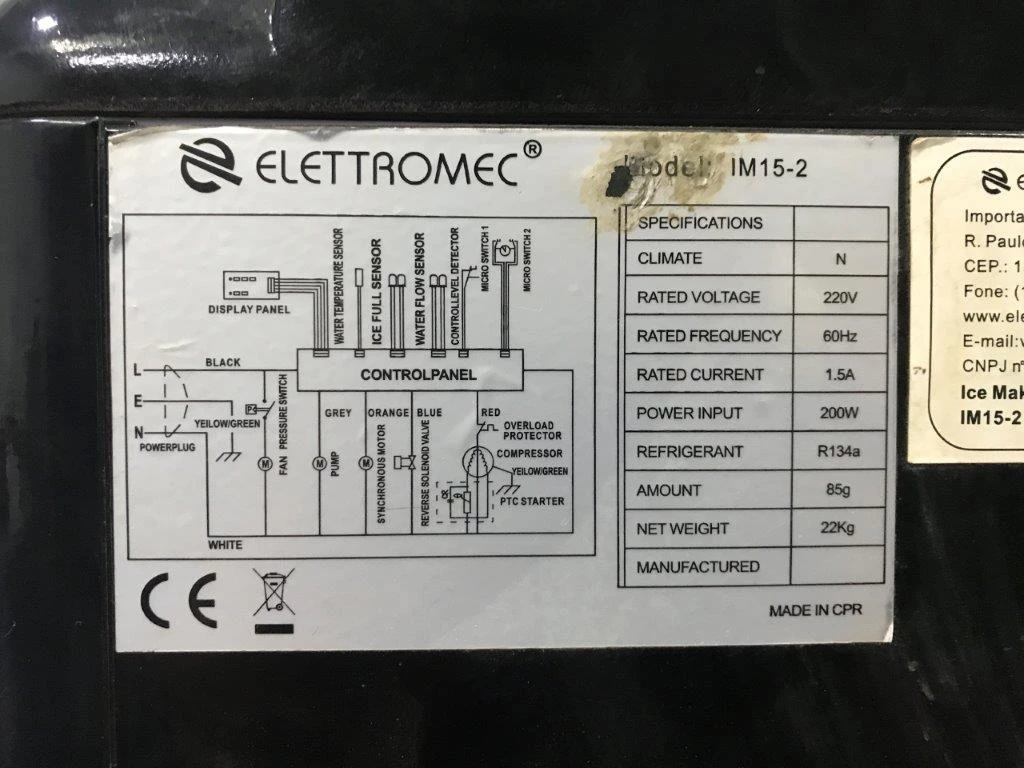 ELETTROMEC®
Model: IM15-2
DISPLAY PANEL
WATER TEMPERATURE SENSOR
ICE FULL SENSOR
WATER FLOW SENSOR
CONTROLLEVEL DETECTOR
MICRO SWITCH 1
MICRO SWITCH 2
CONTROLPANEL
L
BLACK
E
YEILOW/GREEN
N
POWERPLUG
FAN PRESSURE SWITCH
M
GREY
M
PUMP
ORANGE
M
SYNCHRONOUS MOTOR
BLUE
REVERSE SOLENOID VALVE
RED
OVERLOAD
PROTECTOR
COMPRESSOR
YEILOW/GREEN
PTC STARTER
CR
WHITE
SPECIFICATIONS
CLIMATE N
RATED VOLTAGE 220V
RATED FREQUENCY 60Hz
RATED CURRENT 1.5A
POWER INPUT 200W
REFRIGERANT R134a
AMOUNT 85g
NET WEIGHT 22Kg
MANUFACTURED
CE
MADE IN CPR
Importa
R. Paul
CEP.: 1
Fone: (
www.ele
E-mail:v
CNPJ nº
Ice Mak
IM15-2